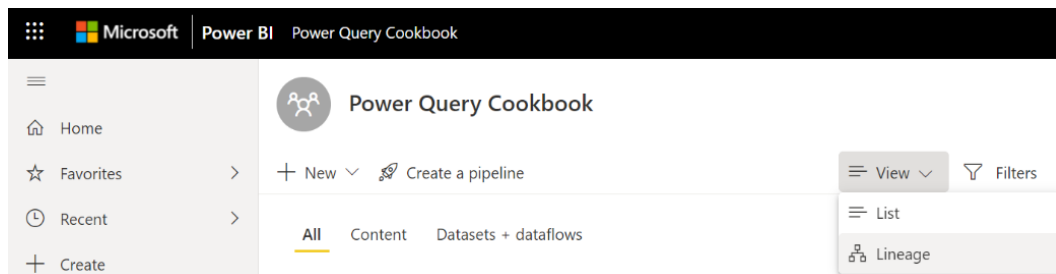 Microsoft Power BI Power Query Cookbook
Power Query Cookbook
Home
Favorites
Recent
Create
New Create a pipeline View Filters
All Content Datasets + dataflows
List
Lineage